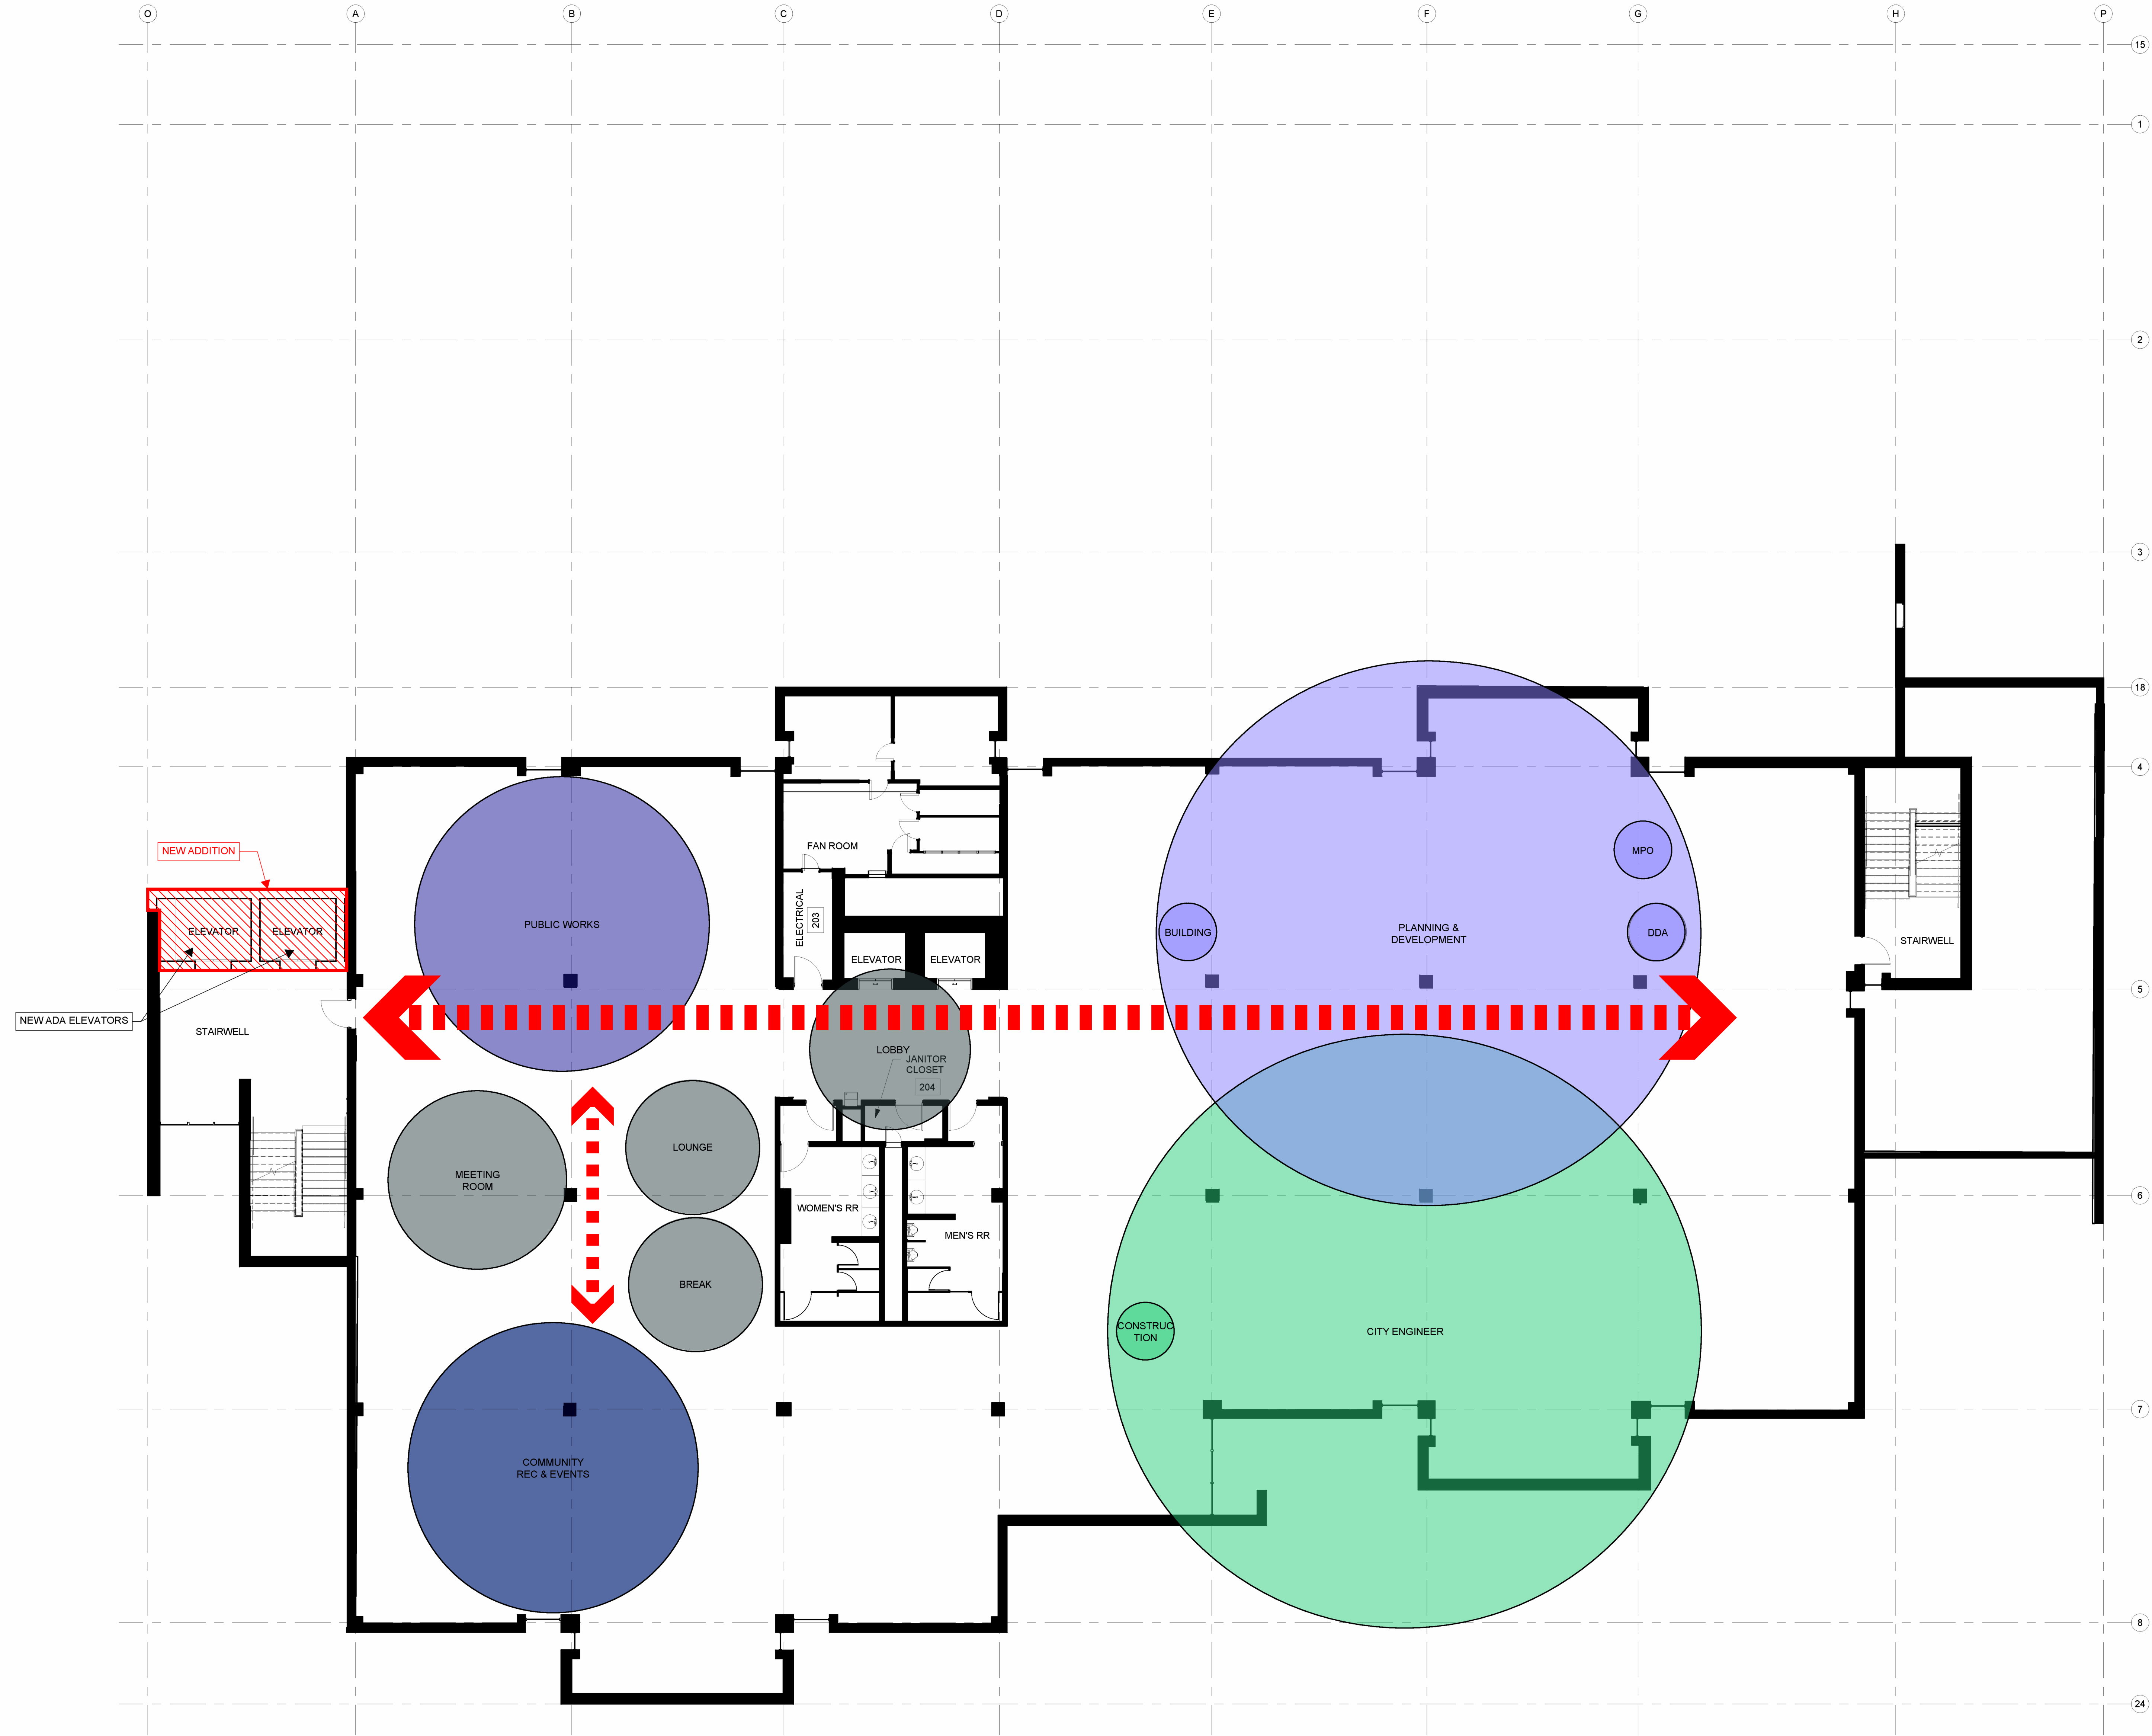 O
A
B
C
D
E
F
G
H
P
15
1
2
3
18
4
NEW ADDITION
FAN ROOM
MPO
ELECTRICAL
203
PUBLIC WORKS
ELEVATOR
ELEVATOR
BUILDING
PLANNING &
DEVELOPMENT
DDA
STAIRWELL
ELEVATOR
ELEVATOR
5
NEW ADA ELEVATORS
STAIRWELL
LOBBY
JANITOR
CLOSET
204
LOUNGE
MEETING
ROOM
6
WOMEN'S RR
MEN'S RR
BREAK
CONSTRUC
TION
CITY ENGINEER
7
COMMUNITY
REC & EVENTS
8
24